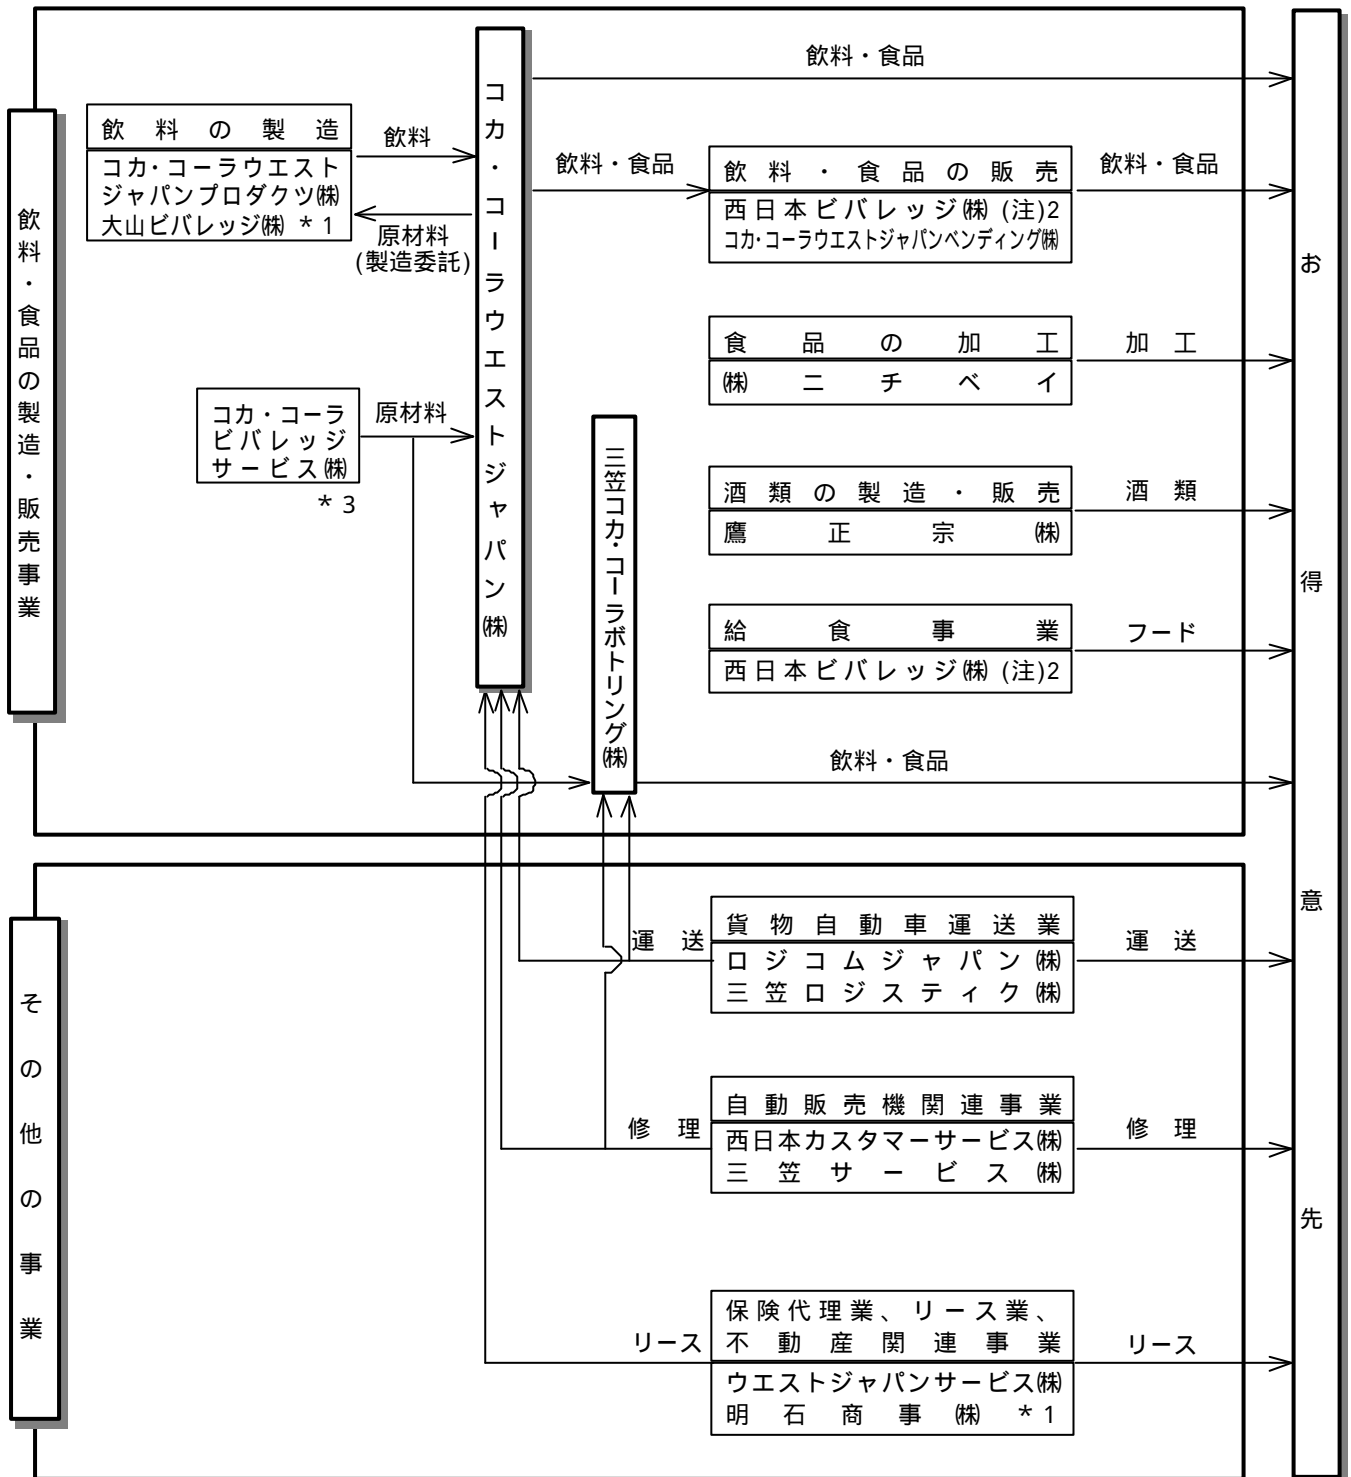 飲料・食品の製造・販売事業
飲料の製造
コカ・コーラウエスト
ジャパンプロダクツ㈱
大山ビバレッジ㈱ *1
飲料
原材料
(製造委託)
コカ・コーラ
ビバレッジ
サービス㈱
*3
原材料
コカ・コーラウエストジャパン㈱
三笠コカ・コーラボトリング㈱
飲料・食品
飲料・食品
飲料・食品の販売
西日本ビバレッジ㈱ (注)2
コカ・コーラウエストジャパンベンディング㈱
飲料・食品
食品の加工
㈱ニチベイ
加工
酒類の製造・販売
鷹正宗㈱
酒類
給食事業
西日本ビバレッジ㈱ (注)2
フード
飲料・食品
お得意先
その他の事業
運送
貨物自動車運送業
ロジコムジャパン㈱
三笠ロジスティク㈱
運送
修理
自動販売機関連事業
西日本カスタマーサービス㈱
三笠サービス㈱
修理
リース
保険代理業、リース業、
不動産関連事業
ウエストジャパンサービス㈱
明石商事㈱ *1
リース